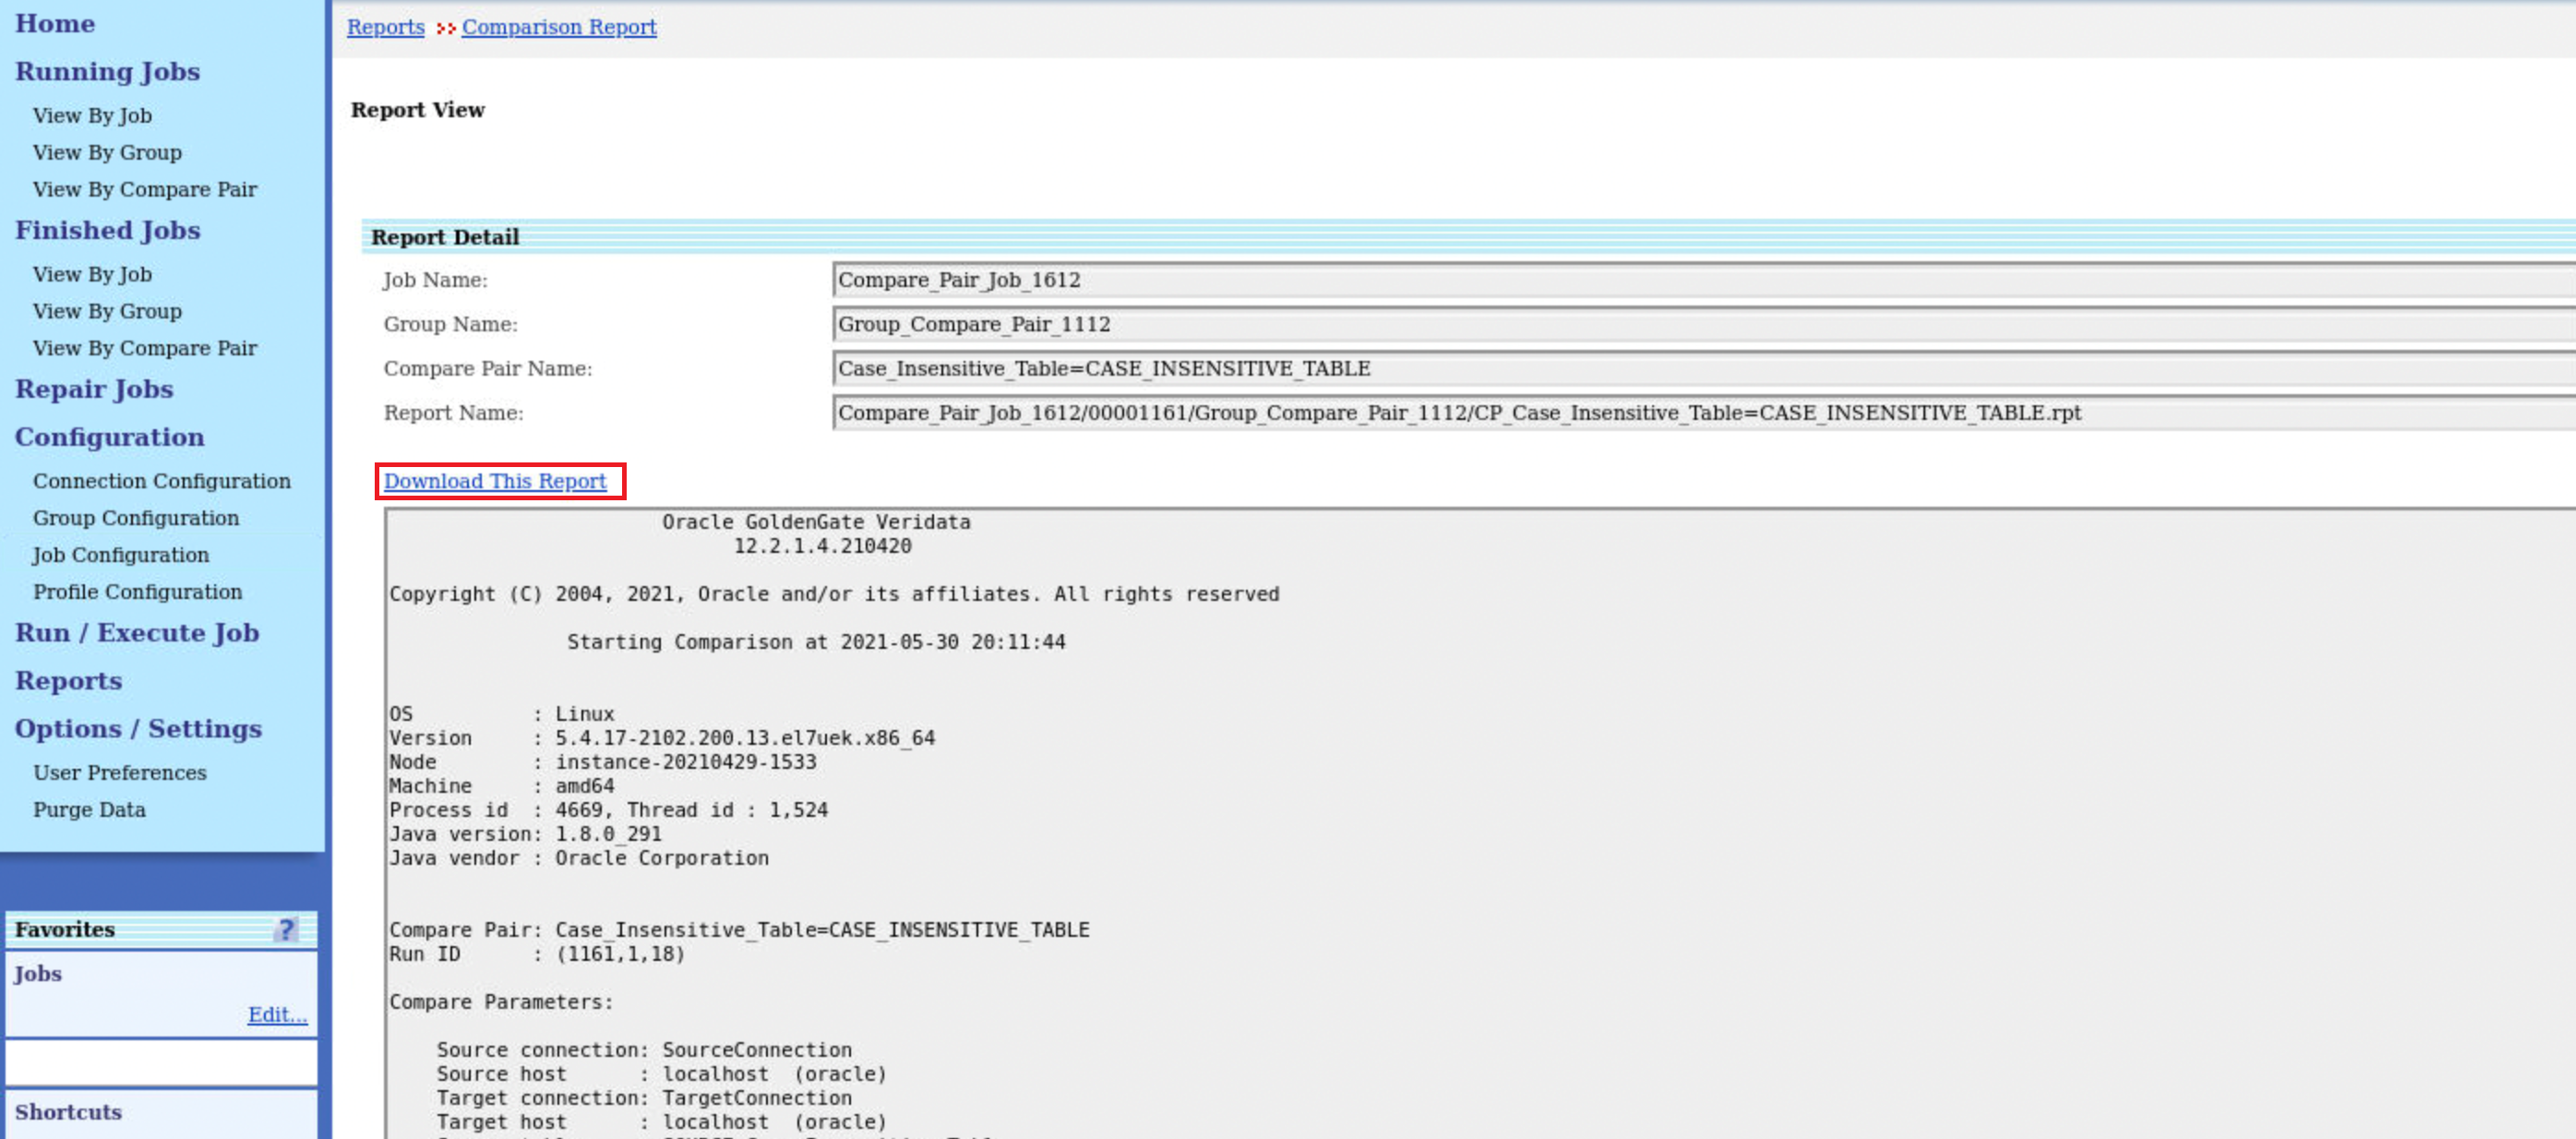 Home
Running Jobs
View By Job
View By Group
View By Compare Pair
Finished Jobs
View By Job
View By Group
View By Compare Pair
Repair Jobs
Configuration
Connection Configuration
Group Configuration
Job Configuration
Profile Configuration
Run / Execute Job
Reports
Options / Settings
User Preferences
Purge Data
Favorites ?
Jobs
Edit...
Shortcuts
Reports Comparison Report
Report View
Report Detail
Job Name: Compare_Pair_Job_1612
Group Name: Group_Compare_Pair_1112
Compare Pair Name: Case_Insensitive_Table=CASE_INSENSITIVE_TABLE
Report Name: Compare_Pair_Job_1612/00001161/Group_Compare_Pair_1112/CP_Case_Insensitive_Table=CASE_INSENSITIVE_TABLE.rpt
Download This Report
Oracle GoldenGate Veridata
12.2.1.4.210420
Copyright (C) 2004, 2021, Oracle and/or its affiliates. All rights reserved
Starting Comparison at 2021-05-30 20:11:44
OS : Linux
Version : 5.4.17-2102.200.13.el7uek.x86_64
Node : instance-20210429-1533
Machine : amd64
Process id : 4669, Thread id : 1,524
Java version: 1.8.0_291
Java vendor : Oracle Corporation
Compare Pair: Case_Insensitive_Table=CASE_INSENSITIVE_TABLE
Run ID : (1161,1,18)
Compare Parameters:
Source connection: SourceConnection
Source host : localhost (oracle)
Target connection: TargetConnection
Target host : localhost (oracle)